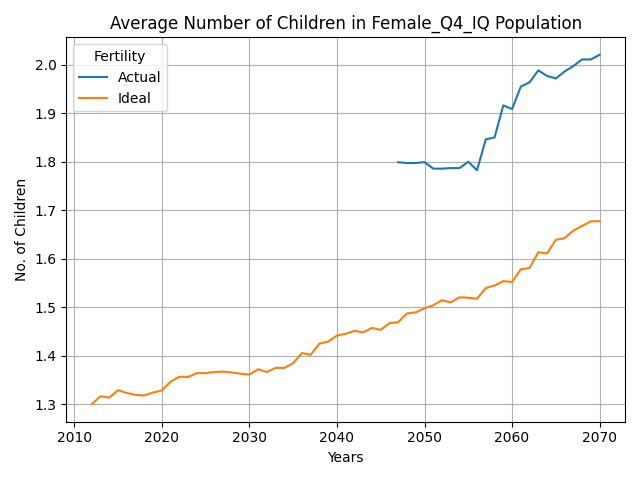 Average Number of Children in Female_Q4_IQ Population
Fertility
Actual
Ideal
No. of Children
2.0
1.9
1.8
1.7
1.6
1.5
1.4
1.3
2010 2020 2030 2040 2050 2060 2070
Years